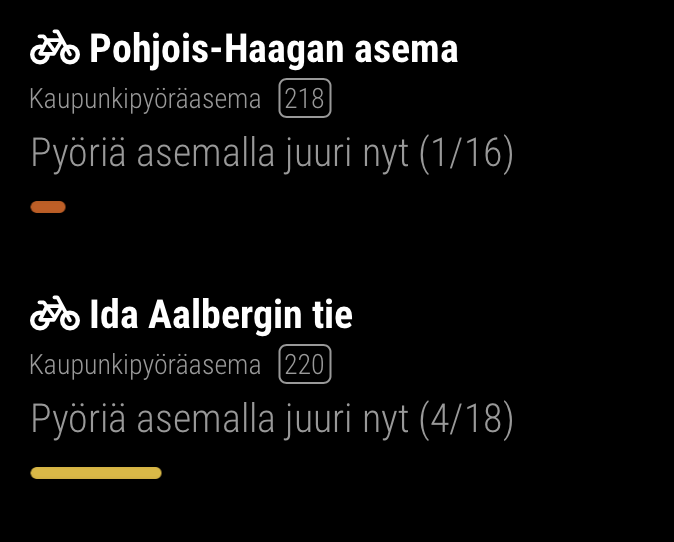 Pohjois-Haagan asema
Kaupunkipyöräasema 218
Pyöriä asemalla juuri nyt (1/16)
Ida Aalbergin tie
Kaupunkipyöräasema 220
Pyöriä asemalla juuri nyt (4/18)